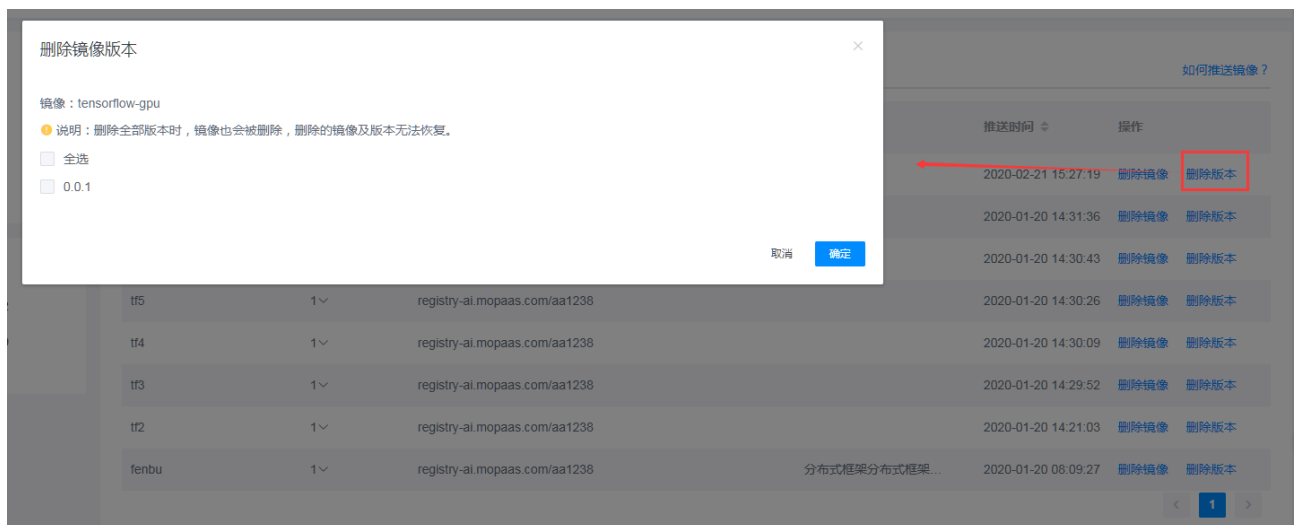 删除镜像版本
镜像：tensorflow-gpu
说明：删除全部版本时，镜像也会被删除，删除的镜像及版本无法恢复。
全选
0.0.1
取消 确定
如何推送镜像？
推送时间 操作
2020-02-21 15:27:19 删除镜像 删除版本
2020-01-20 14:31:36 删除镜像 删除版本
2020-01-20 14:30:43 删除镜像 删除版本
tf5 1 registry-ai.mopaas.com/aa1238 2020-01-20 14:30:26 删除镜像 删除版本
tf4 1 registry-ai.mopaas.com/aa1238 2020-01-20 14:30:09 删除镜像 删除版本
tf3 1 registry-ai.mopaas.com/aa1238 2020-01-20 14:29:52 删除镜像 删除版本
tf2 1 registry-ai.mopaas.com/aa1238 2020-01-20 14:21:03 删除镜像 删除版本
fenbu 1 registry-ai.mopaas.com/aa1238 分布式框架分布式框架... 2020-01-20 08:09:27 删除镜像 删除版本
< 1 >